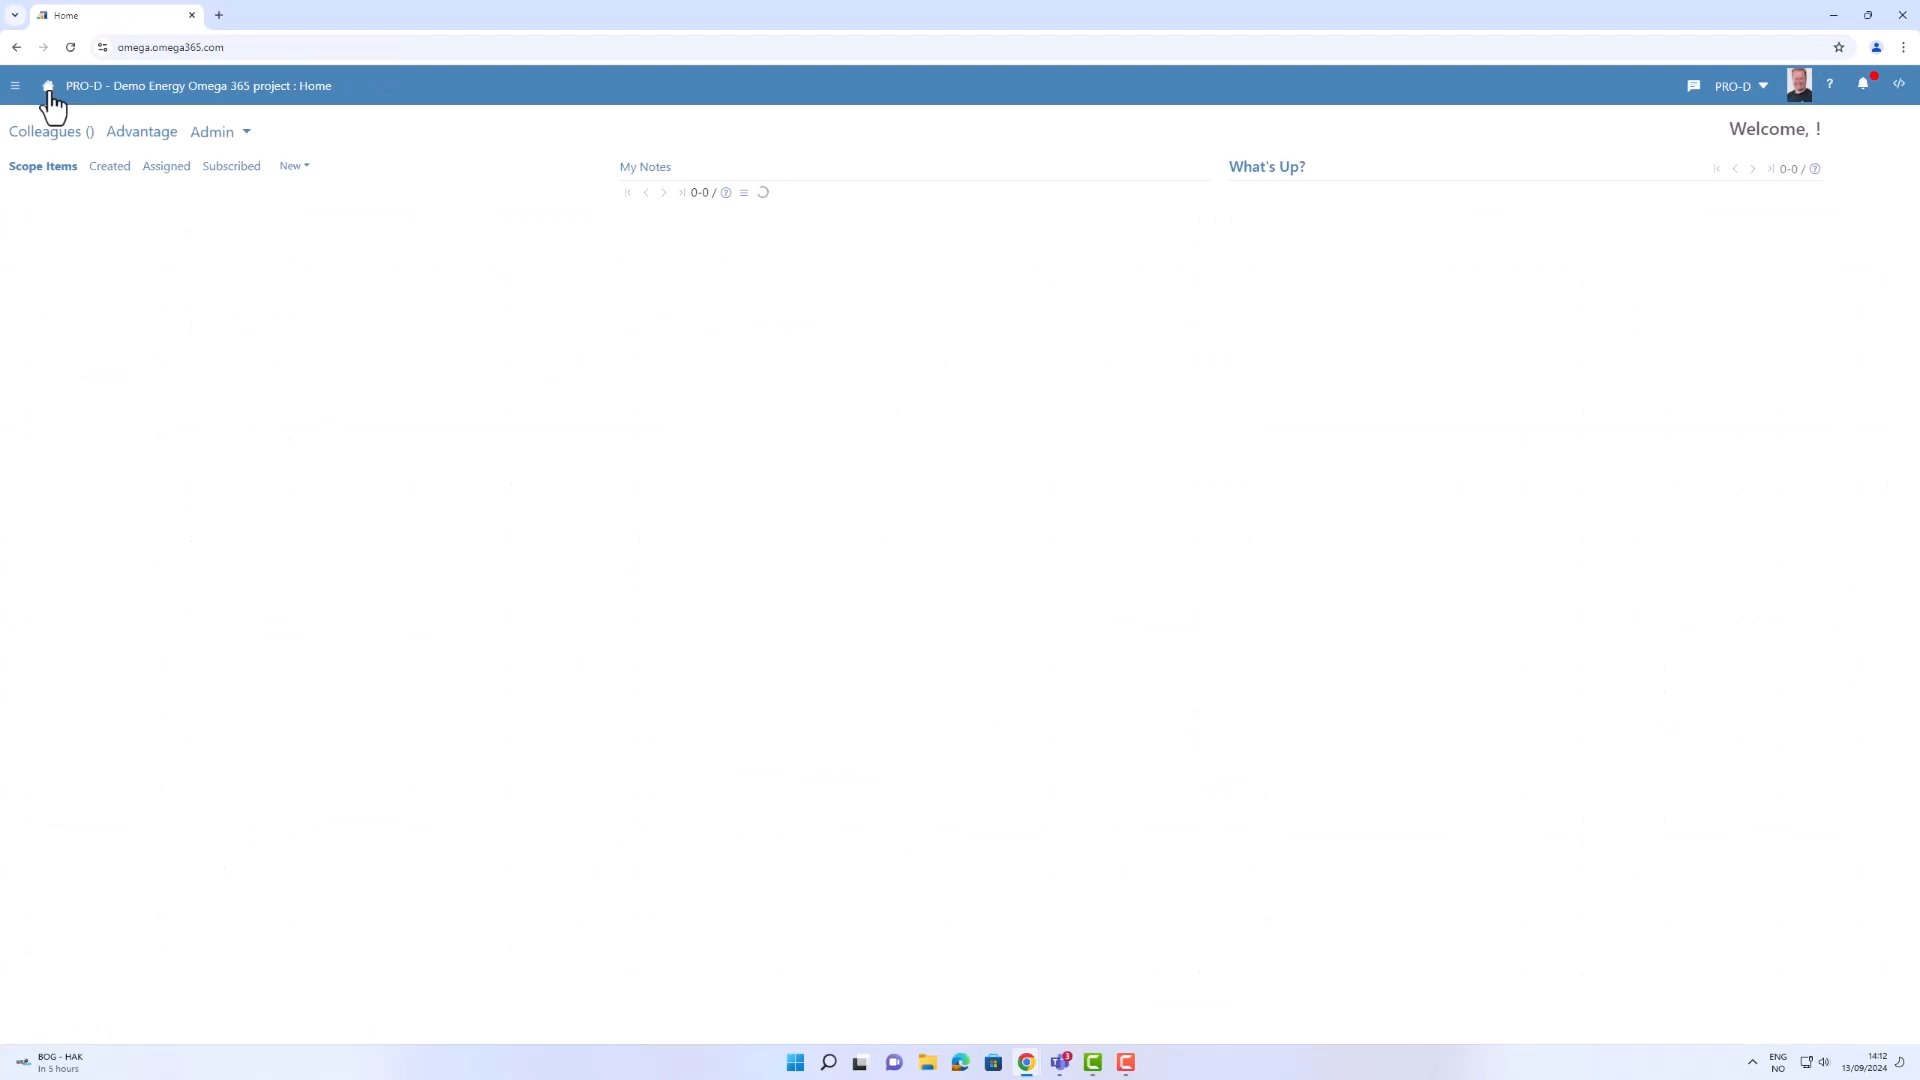 Home
omega.omega365.com
PRO-D - Demo Energy Omega 365 project : Home
PRO-D
?
Colleagues () Advantage Admin
Welcome, !
Scope Items Created Assigned Subscribed New
My Notes
0-0 / ?
What's Up?
0-0 / ?
BOG - HAK
In 5 hours
3
ENG
NO
14:12
13/09/2024